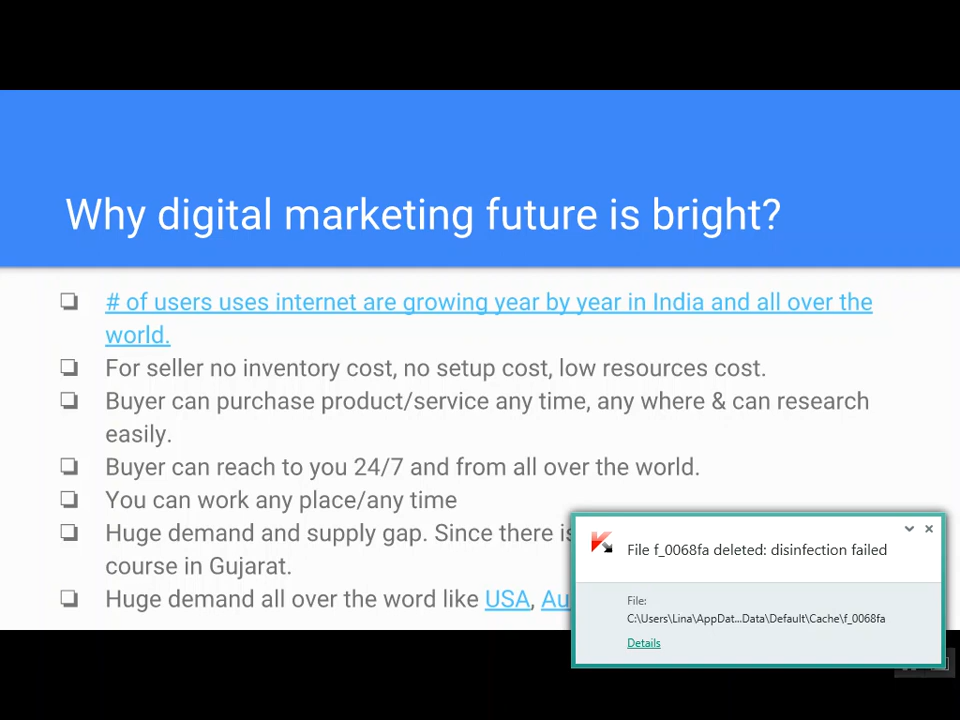 Why digital marketing future is bright?
# of users uses internet are growing year by year in India and all over the
world.
For seller no inventory cost, no setup cost, low resources cost.
Buyer can purchase product/service any time, any where & can research
easily.
Buyer can reach to you 24/7 and from all over the world.
You can work any place/any time
Huge demand and supply gap. Since there
course in Gujarat.
Huge demand all over the word like USA,
File f_0068fa deleted: disinfection failed
File:
C:\Users\Lina\AppDat...Data\Default\Cache\f_0068fa
Details